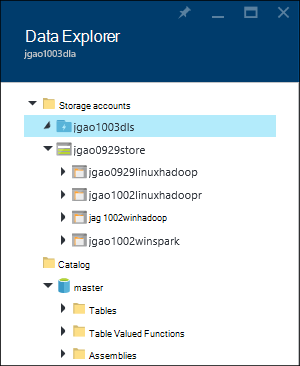 Data Explorer
jgao1003dla
Storage accounts
jgao1003dls
jgao0929store
jgao0929linuxhadoop
jgao1002linuxhadoopr
jag 1002winhadoop
jgao1002winspark
Catalog
master
Tables
Table Valued Functions
Assemblies